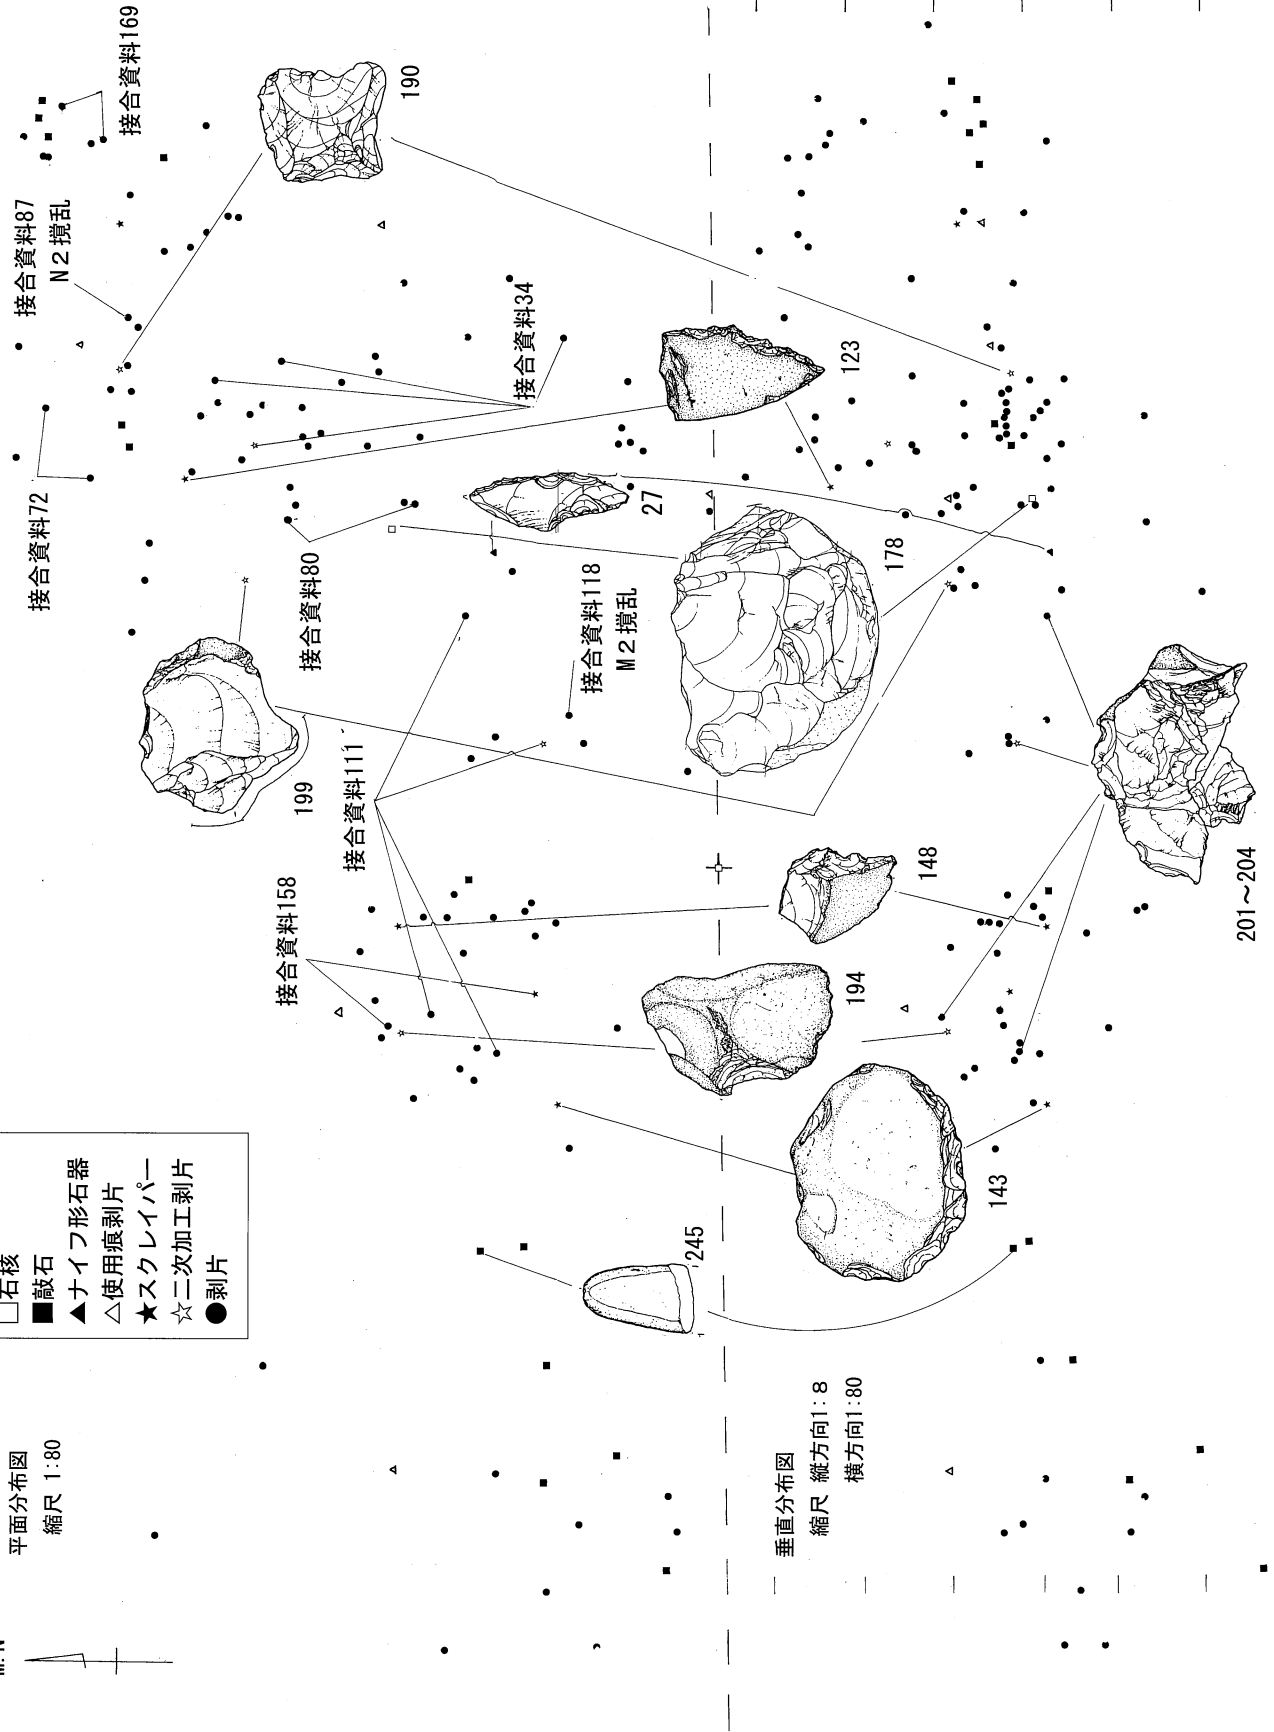 M. N
平面分布図
縮尺 1:80
□石核
■敲石
▲ナイフ形石器
△使用痕剥片
★スクレイパー
☆二次加工剥片
●剥片
接合資料72
接合資料87
N2撹乱
接合資料169
190
199
接合資料80
接合資料34
接合資料111
接合資料158
接合資料118
M2撹乱
27
123
178
148
194
143
245
201~204
垂直分布図
縮尺 縦方向1:8
横方向1:80